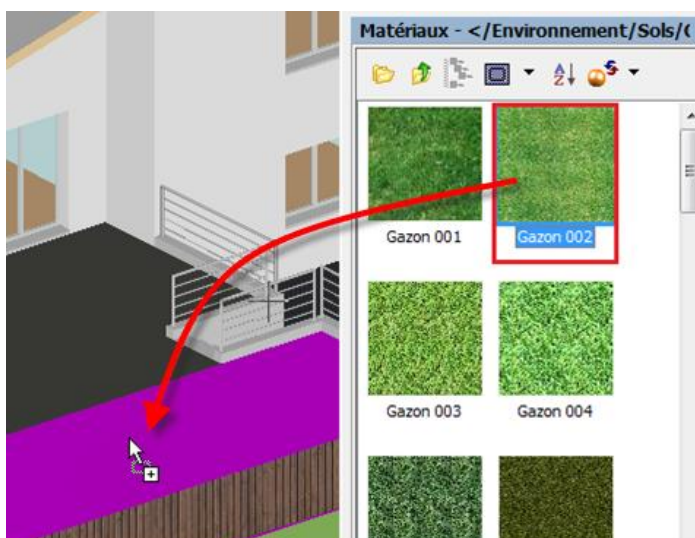 Matériaux - </Environnement/Sols/(
Gazon 001
Gazon 002
Gazon 003
Gazon 004